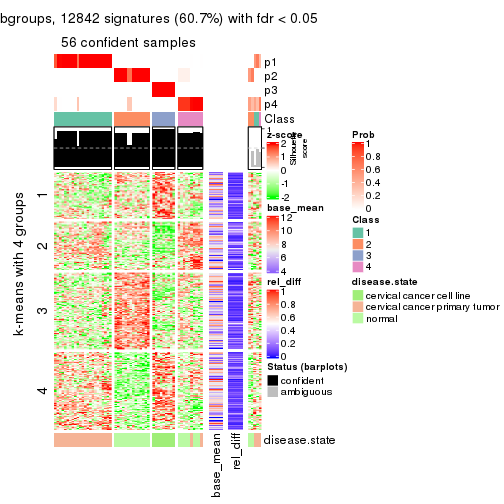 bgroups, 12842 signatures (60.7%) with fdr < 0.05
56 confident samples
p1
p2
p3
p4
Class
1
Silhouette
score
k-means with 4 groups
1
2
3
4
base_mean
rel_diff
disease.state
z-score
2
1
0
-1
-2
base_mean
12
10
8
6
4
rel_diff
1
0.8
0.6
0.4
0.2
0
Status (barplots)
confident
ambiguous
Prob
1
0.8
0.6
0.4
0.2
0
Class
1
2
3
4
disease.state
cervical cancer cell line
cervical cancer primary tumor
normal